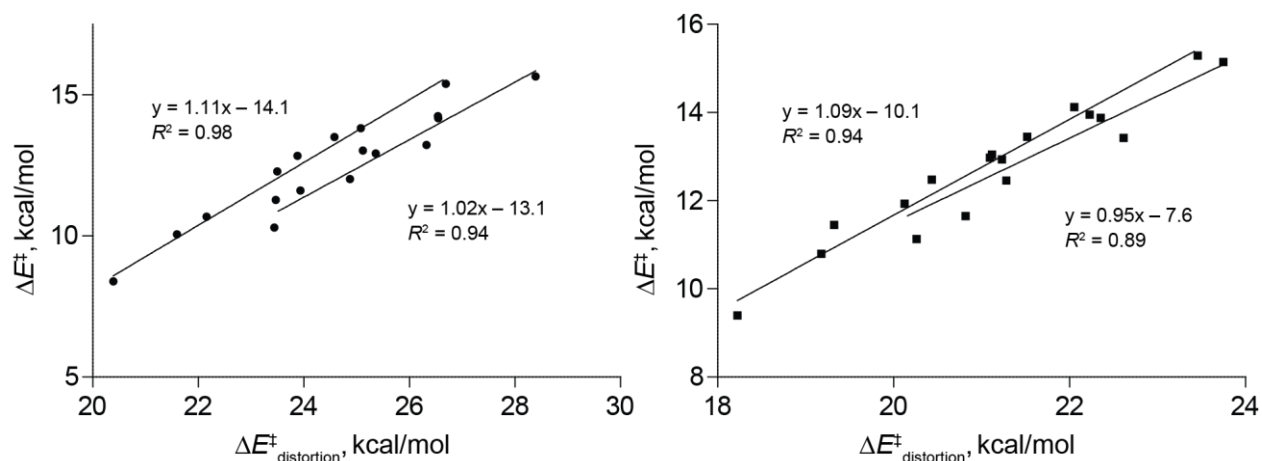 15
10
5
ΔE‡, kcal/mol
y = 1.11x – 14.1
R² = 0.98
y = 1.02x – 13.1
R² = 0.94
20 22 24 26 28 30
ΔE‡distortion, kcal/mol
16
14
12
10
8
ΔE‡, kcal/mol
y = 1.09x – 10.1
R² = 0.94
y = 0.95x – 7.6
R² = 0.89
18 20 22 24
ΔE‡distortion, kcal/mol